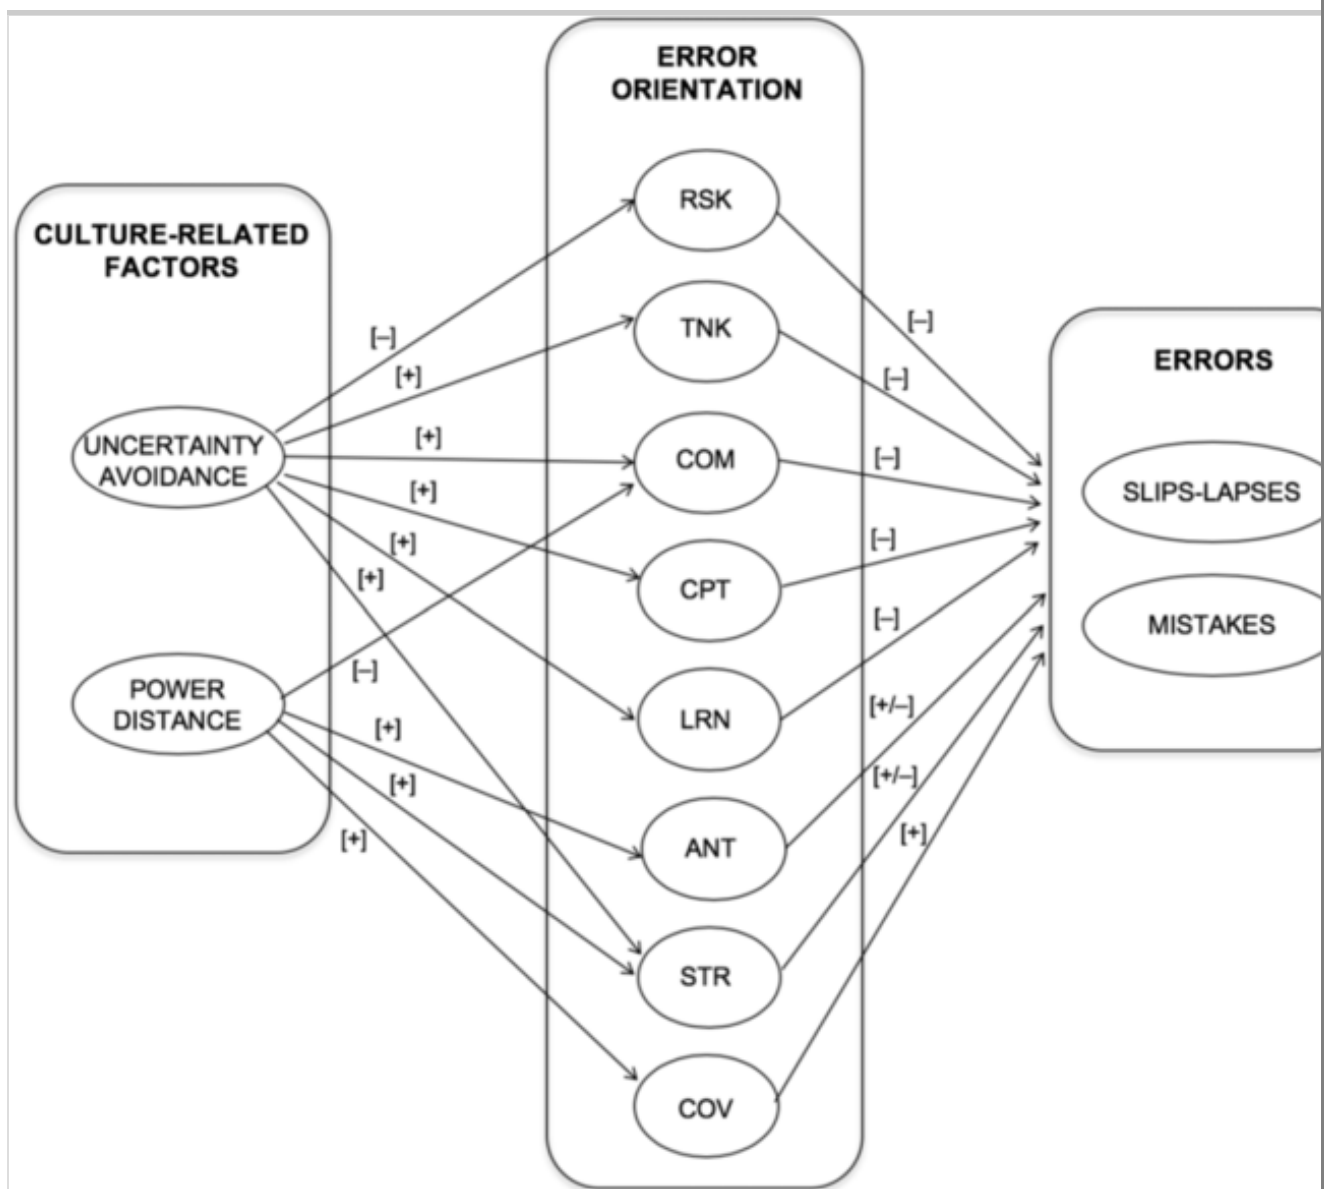 ERROR
ORIENTATION
CULTURE-RELATED
FACTORS
UNCERTAINTY
AVOIDANCE
POWER
DISTANCE
[–]
[+]
[+]
[+]
[+]
[+]
[–]
[+]
[+]
[+]
RSK
TNK
COM
CPT
LRN
ANT
STR
COV
[–]
[–]
[–]
[–]
[–]
[+/–]
[+/–]
[+]
ERRORS
SLIPS-LAPSES
MISTAKES